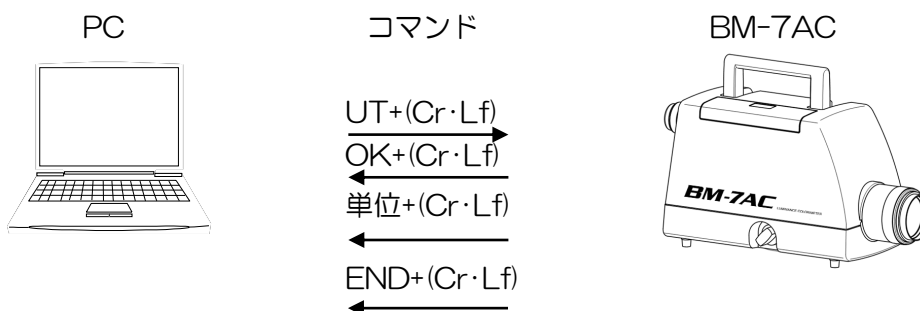 PC
コマンド
BM-7AC
UT+(Cr·Lf)
OK+(Cr·Lf)
単位+(Cr·Lf)
END+(Cr·Lf)
BM-7AC